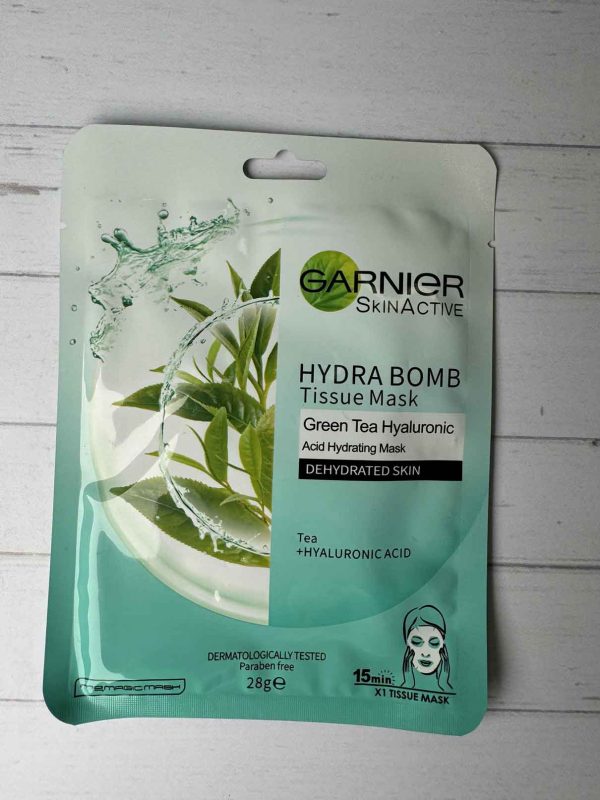 GARNIER
SKINACTIVE
HYDRA BOMB
Tissue Mask
Green Tea Hyaluronic
Acid Hydrating Mask
DEHYDRATED SKIN
Tea
+HYALURONIC ACID
DERMATOLOGICALLY TESTED
Paraben free
28g℮
15min
X1 TISSUE MASK